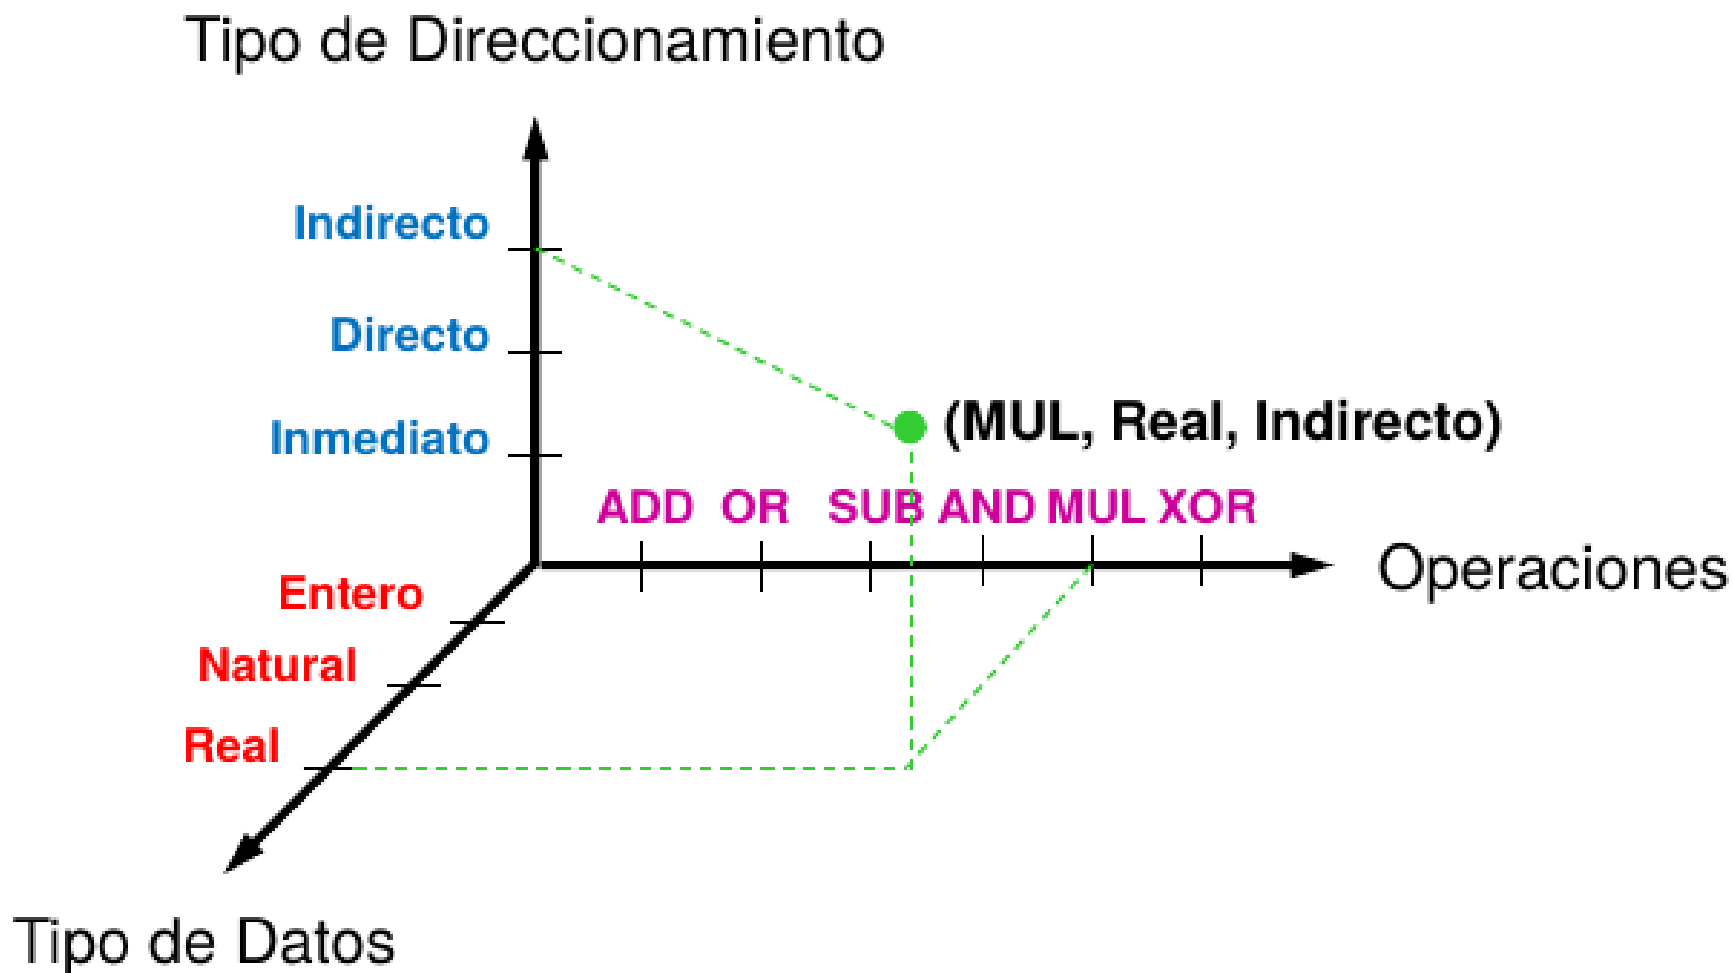 Tipo de Direccionamiento
Indirecto
Directo
Inmediato
(MUL, Real, Indirecto)
ADD OR SUB AND MUL XOR
Operaciones
Entero
Natural
Real
Tipo de Datos